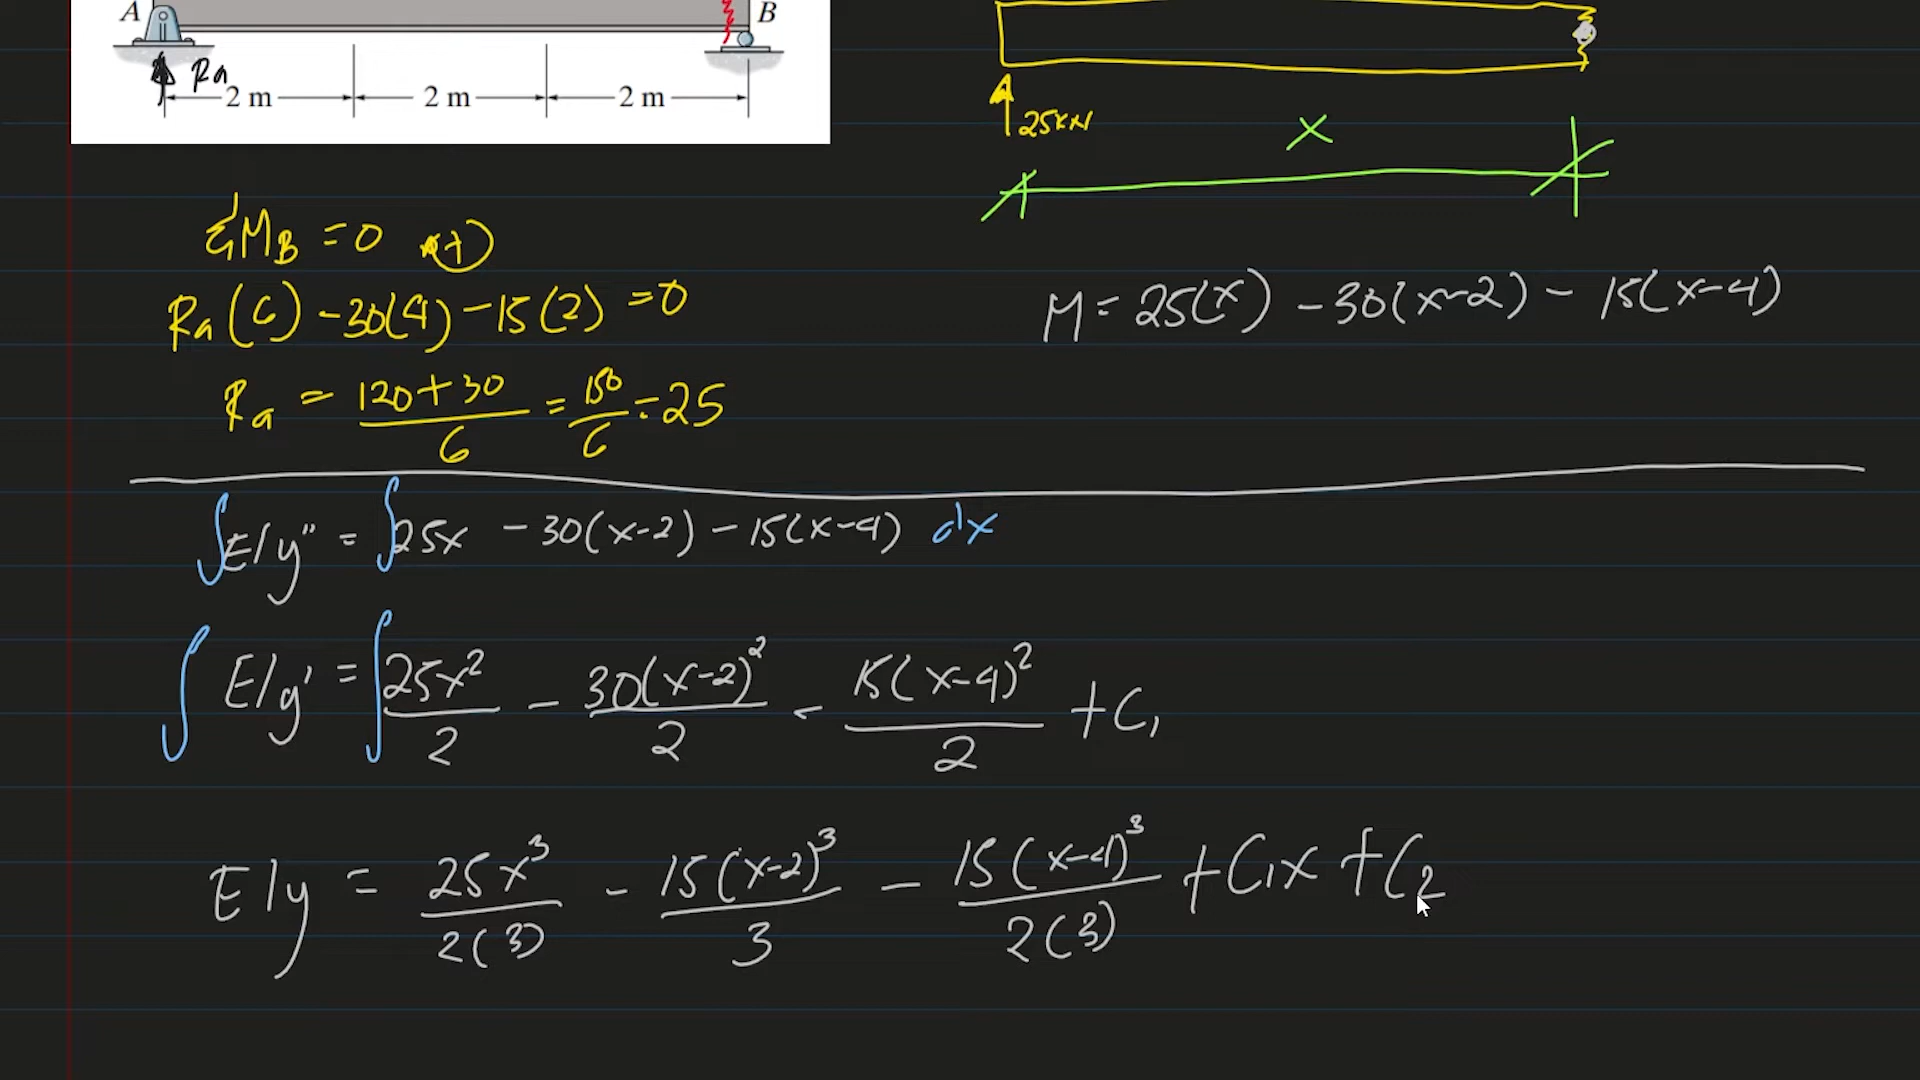 A
B
Ra
2 m 2 m 2 m
25KN
x
ΣM_B = 0 +
Ra(6) - 30(4) - 15(2) = 0
Ra = (120 + 30)/6 = 150/6 = 25
M = 25(x) - 30(x-2) - 15(x-4)
∫EIy'' = ∫25x - 30(x-2) - 15(x-4) dx
∫EIy' = ∫25x²/2 - 30(x-2)²/2 - 15(x-4)²/2 + C₁
EIy = 25x³/2(3) - 15(x-2)³/3 - 15(x-4)³/2(3) + C₁x + C₂